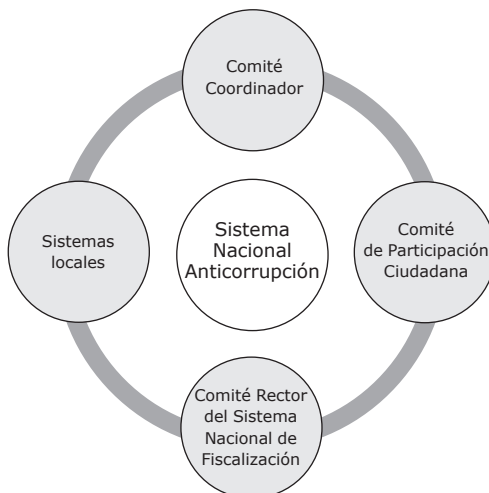 Comité
Coordinador
Sistemas
locales
Sistema
Nacional
Anticorrupción
Comité
de Participación
Ciudadana
Comité Rector
del Sistema
Nacional de
Fiscalización